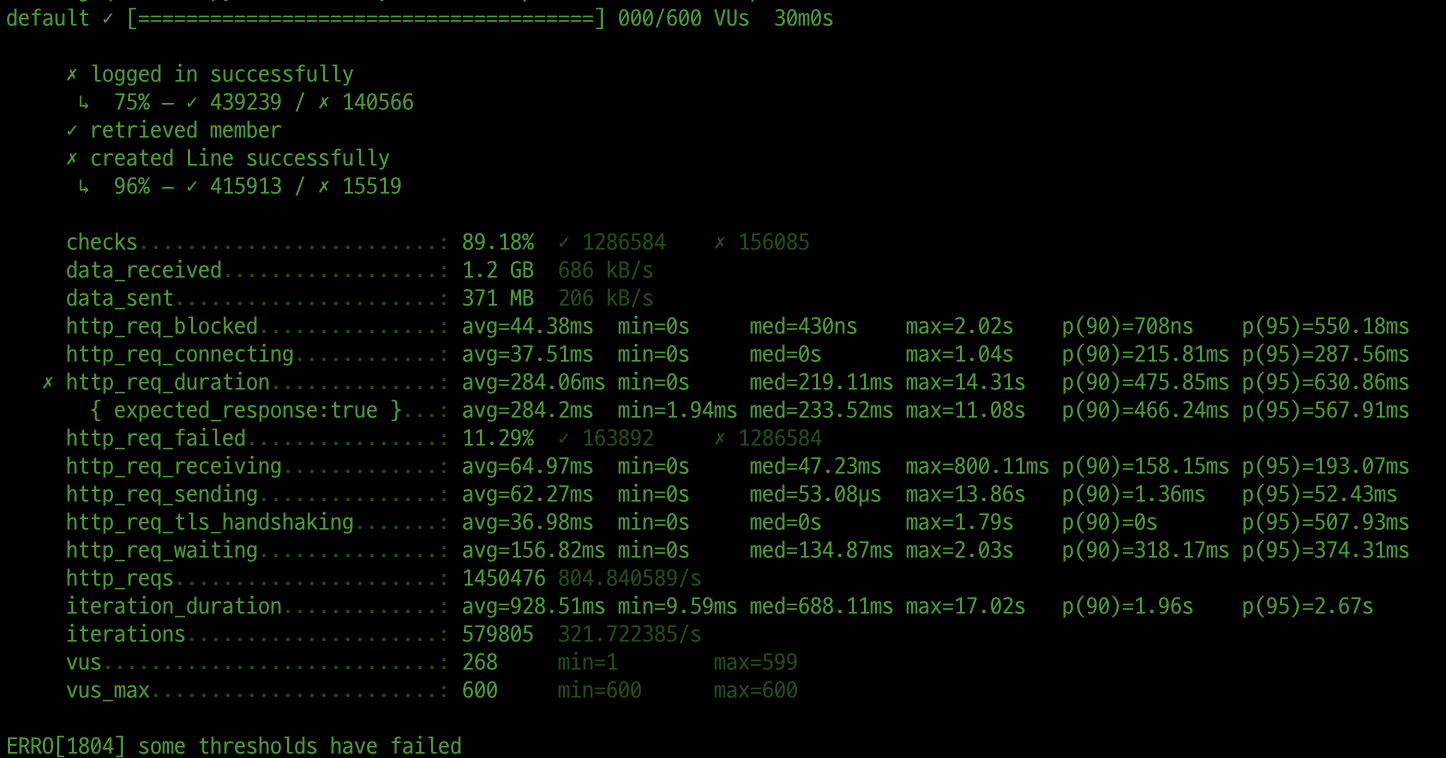 default ✓ [======================================] 000/600 VUs  30m0s
✗ logged in successfully
↳  75% — ✓ 439239 / ✗ 140566
✓ retrieved member
✗ created Line successfully
↳  96% — ✓ 415913 / ✗ 15519
checks.........................: 89.18%  ✓ 1286584    ✗ 156085
data_received..................: 1.2 GB  686 kB/s
data_sent......................: 371 MB  206 kB/s
http_req_blocked...............: avg=44.38ms  min=0s     med=430ns    max=2.02s    p(90)=708ns    p(95)=550.18ms
http_req_connecting............: avg=37.51ms  min=0s     med=0s       max=1.04s    p(90)=215.81ms p(95)=287.56ms
✗ http_req_duration..............: avg=284.06ms min=0s     med=219.11ms max=14.31s   p(90)=475.85ms p(95)=630.86ms
{ expected_response:true }...: avg=284.2ms  min=1.94ms med=233.52ms max=11.08s   p(90)=466.24ms p(95)=567.91ms
http_req_failed................: 11.29%  ✓ 163892     ✗ 1286584
http_req_receiving.............: avg=64.97ms  min=0s     med=47.23ms  max=800.11ms p(90)=158.15ms p(95)=193.07ms
http_req_sending...............: avg=62.27ms  min=0s     med=53.08µs  max=13.86s   p(90)=1.36ms   p(95)=52.43ms
http_req_tls_handshaking.......: avg=36.98ms  min=0s     med=0s       max=1.79s    p(90)=0s       p(95)=507.93ms
http_req_waiting...............: avg=156.82ms min=0s     med=134.87ms max=2.03s    p(90)=318.17ms p(95)=374.31ms
http_reqs......................: 1450476 804.840589/s
iteration_duration.............: avg=928.51ms min=9.59ms med=688.11ms max=17.02s   p(90)=1.96s    p(95)=2.67s
iterations.....................: 579805  321.722385/s
vus............................: 268     min=1        max=599
vus_max........................: 600     min=600      max=600
ERRO[1804] some thresholds have failed